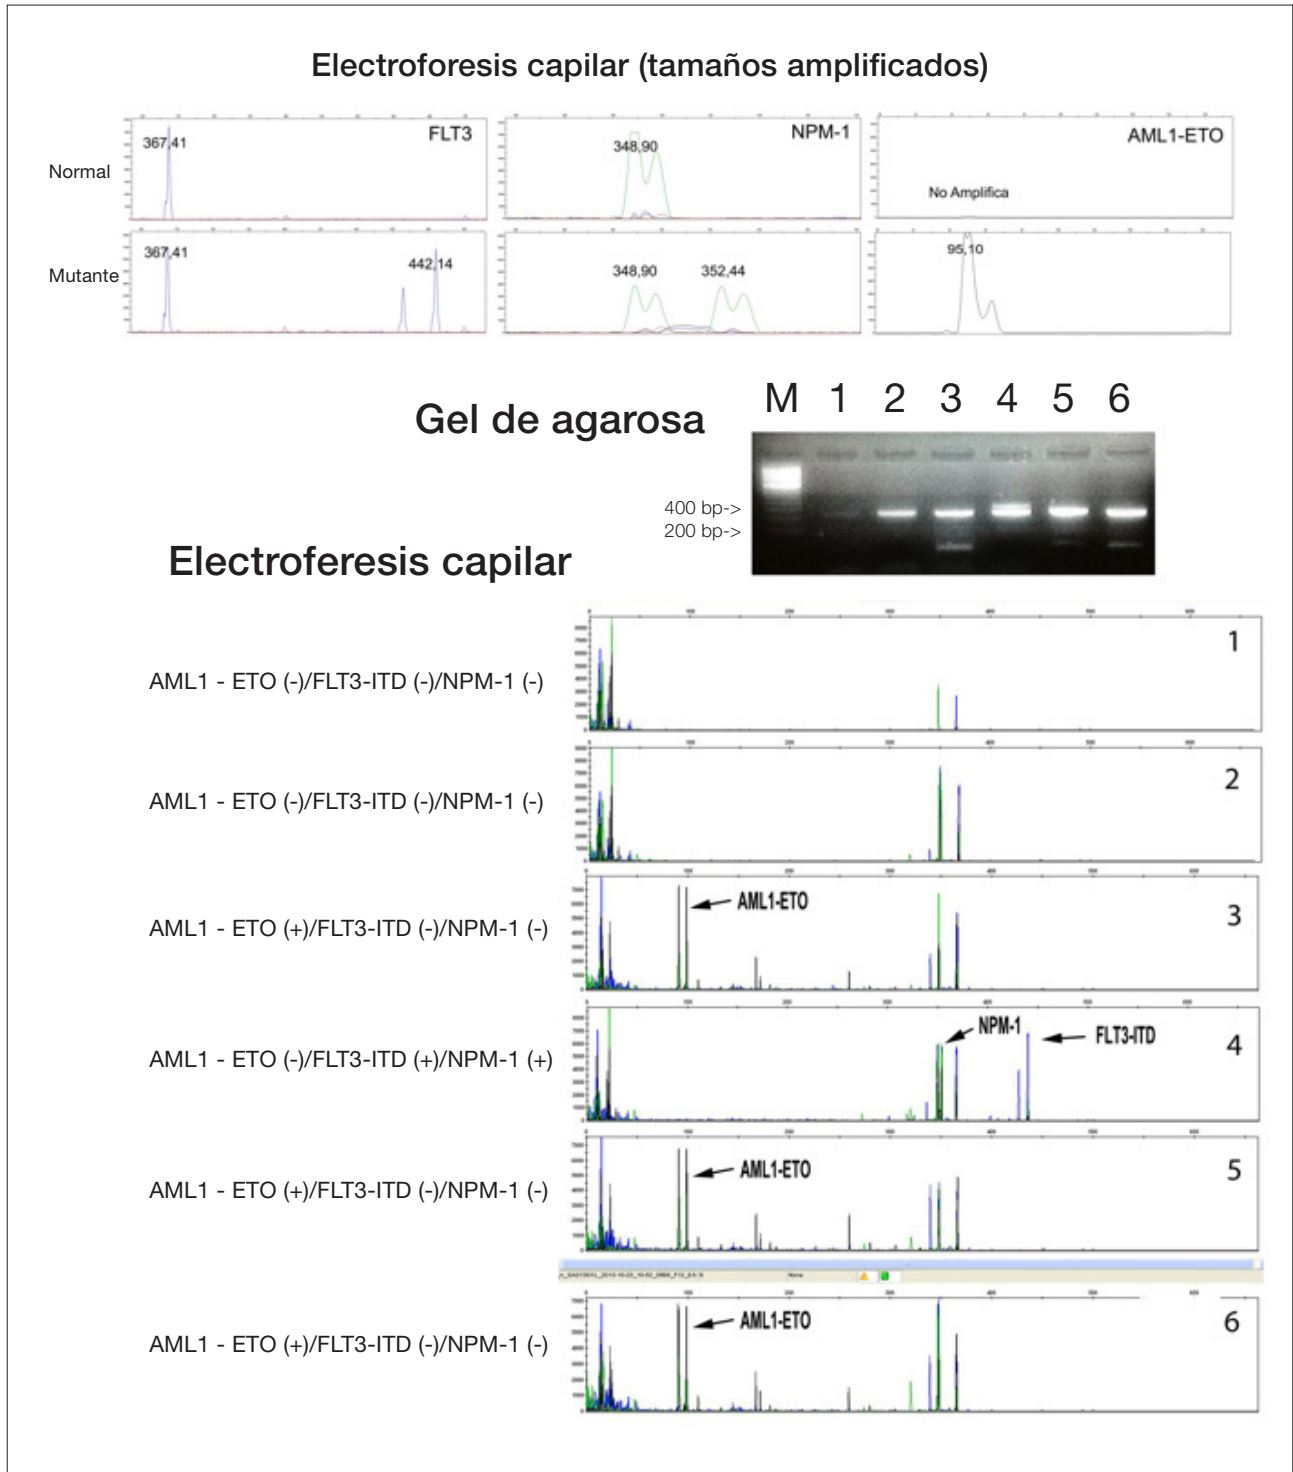 Electroforesis capilar (tamaños amplificados)
FLT3
NPM-1
AML1-ETO
Normal
367,41
348,90
No Amplifica
Mutante
367,41
442,14
348,90
352,44
95,10
Gel de agarosa
M 1 2 3 4 5 6
400 bp->
200 bp->
Electroferesis capilar
AML1 - ETO (-)/FLT3-ITD (-)/NPM-1 (-)
1
AML1 - ETO (-)/FLT3-ITD (-)/NPM-1 (-)
2
AML1 - ETO (+)/FLT3-ITD (-)/NPM-1 (-)
AML1-ETO
3
AML1 - ETO (-)/FLT3-ITD (+)/NPM-1 (+)
NPM-1
FLT3-ITD
4
AML1 - ETO (+)/FLT3-ITD (-)/NPM-1 (-)
AML1-ETO
5
AML1 - ETO (+)/FLT3-ITD (-)/NPM-1 (-)
AML1-ETO
6